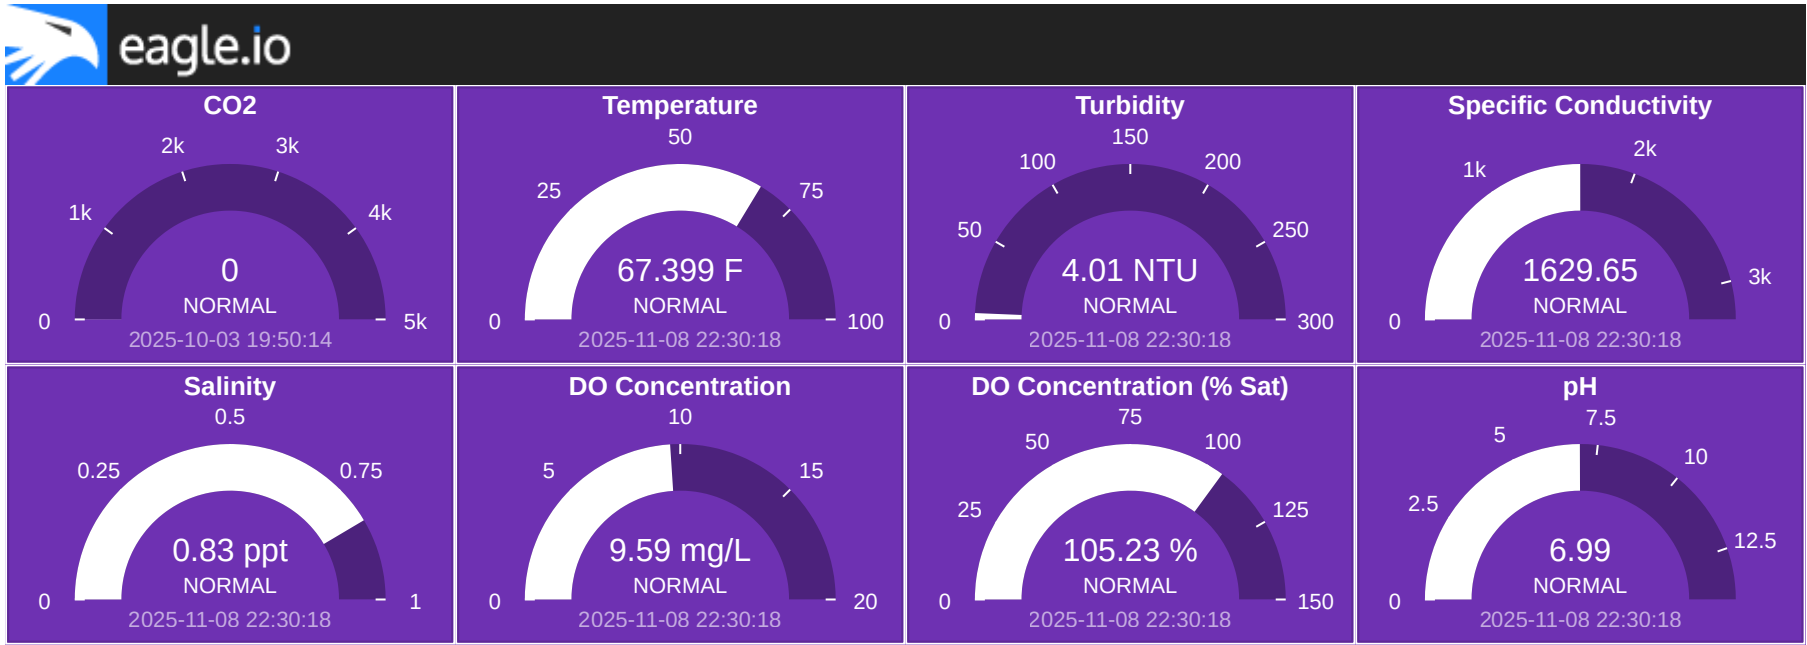 eagle.io
CO2
0
1k
2k
3k
4k
5k
0
NORMAL
2025-10-03 19:50:14
Temperature
0
25
50
75
100
67.399 F
NORMAL
2025-11-08 22:30:18
Turbidity
0
50
100
150
200
250
300
4.01 NTU
NORMAL
2025-11-08 22:30:18
Specific Conductivity
0
1k
2k
3k
1629.65
NORMAL
2025-11-08 22:30:18
Salinity
0
0.25
0.5
0.75
1
0.83 ppt
NORMAL
2025-11-08 22:30:18
DO Concentration
0
5
10
15
20
9.59 mg/L
NORMAL
2025-11-08 22:30:18
DO Concentration (% Sat)
0
25
50
75
100
125
150
105.23 %
NORMAL
2025-11-08 22:30:18
pH
0
2.5
5
7.5
10
12.5
6.99
NORMAL
2025-11-08 22:30:18